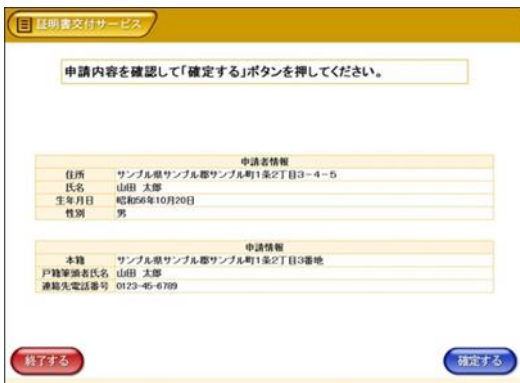 証明書交付サービス
申請内容を確認して「確定する」ボタンを押してください。
申請者情報
住所 サンプル県サンプル郡サンプル町1条2丁目3-4-5
氏名 山田 太郎
生年月日 昭和56年10月20日
性別 男
申請情報
本籍 サンプル県サンプル郡サンプル町1条2丁目3番地
戸籍筆頭者氏名 山田 太郎
連絡先電話番号 0123-45-6789
終了する 確定する